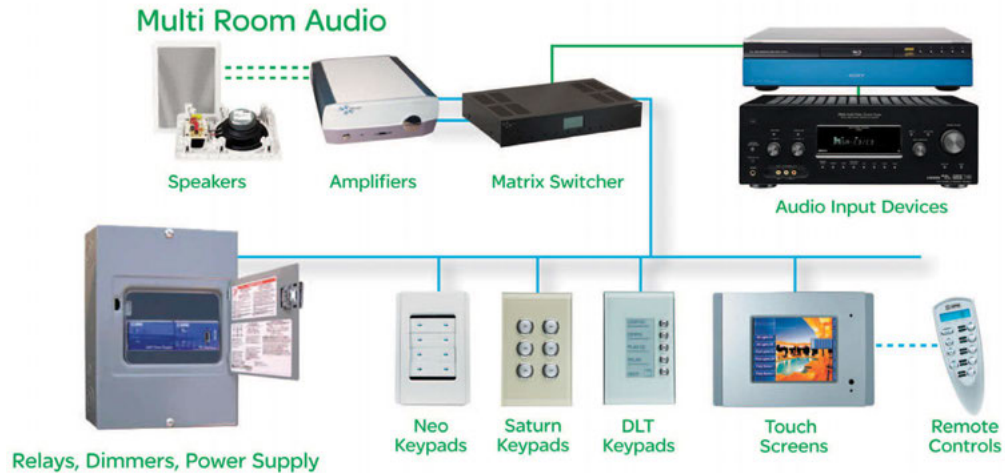 Multi Room Audio
Speakers
Amplifiers
Matrix Switcher
SONY
Audio Input Devices
Neo
Keypads
Saturn
Keypads
DLT
Keypads
Touch
Screens
Remote
Controls
Relays, Dimmers, Power Supply